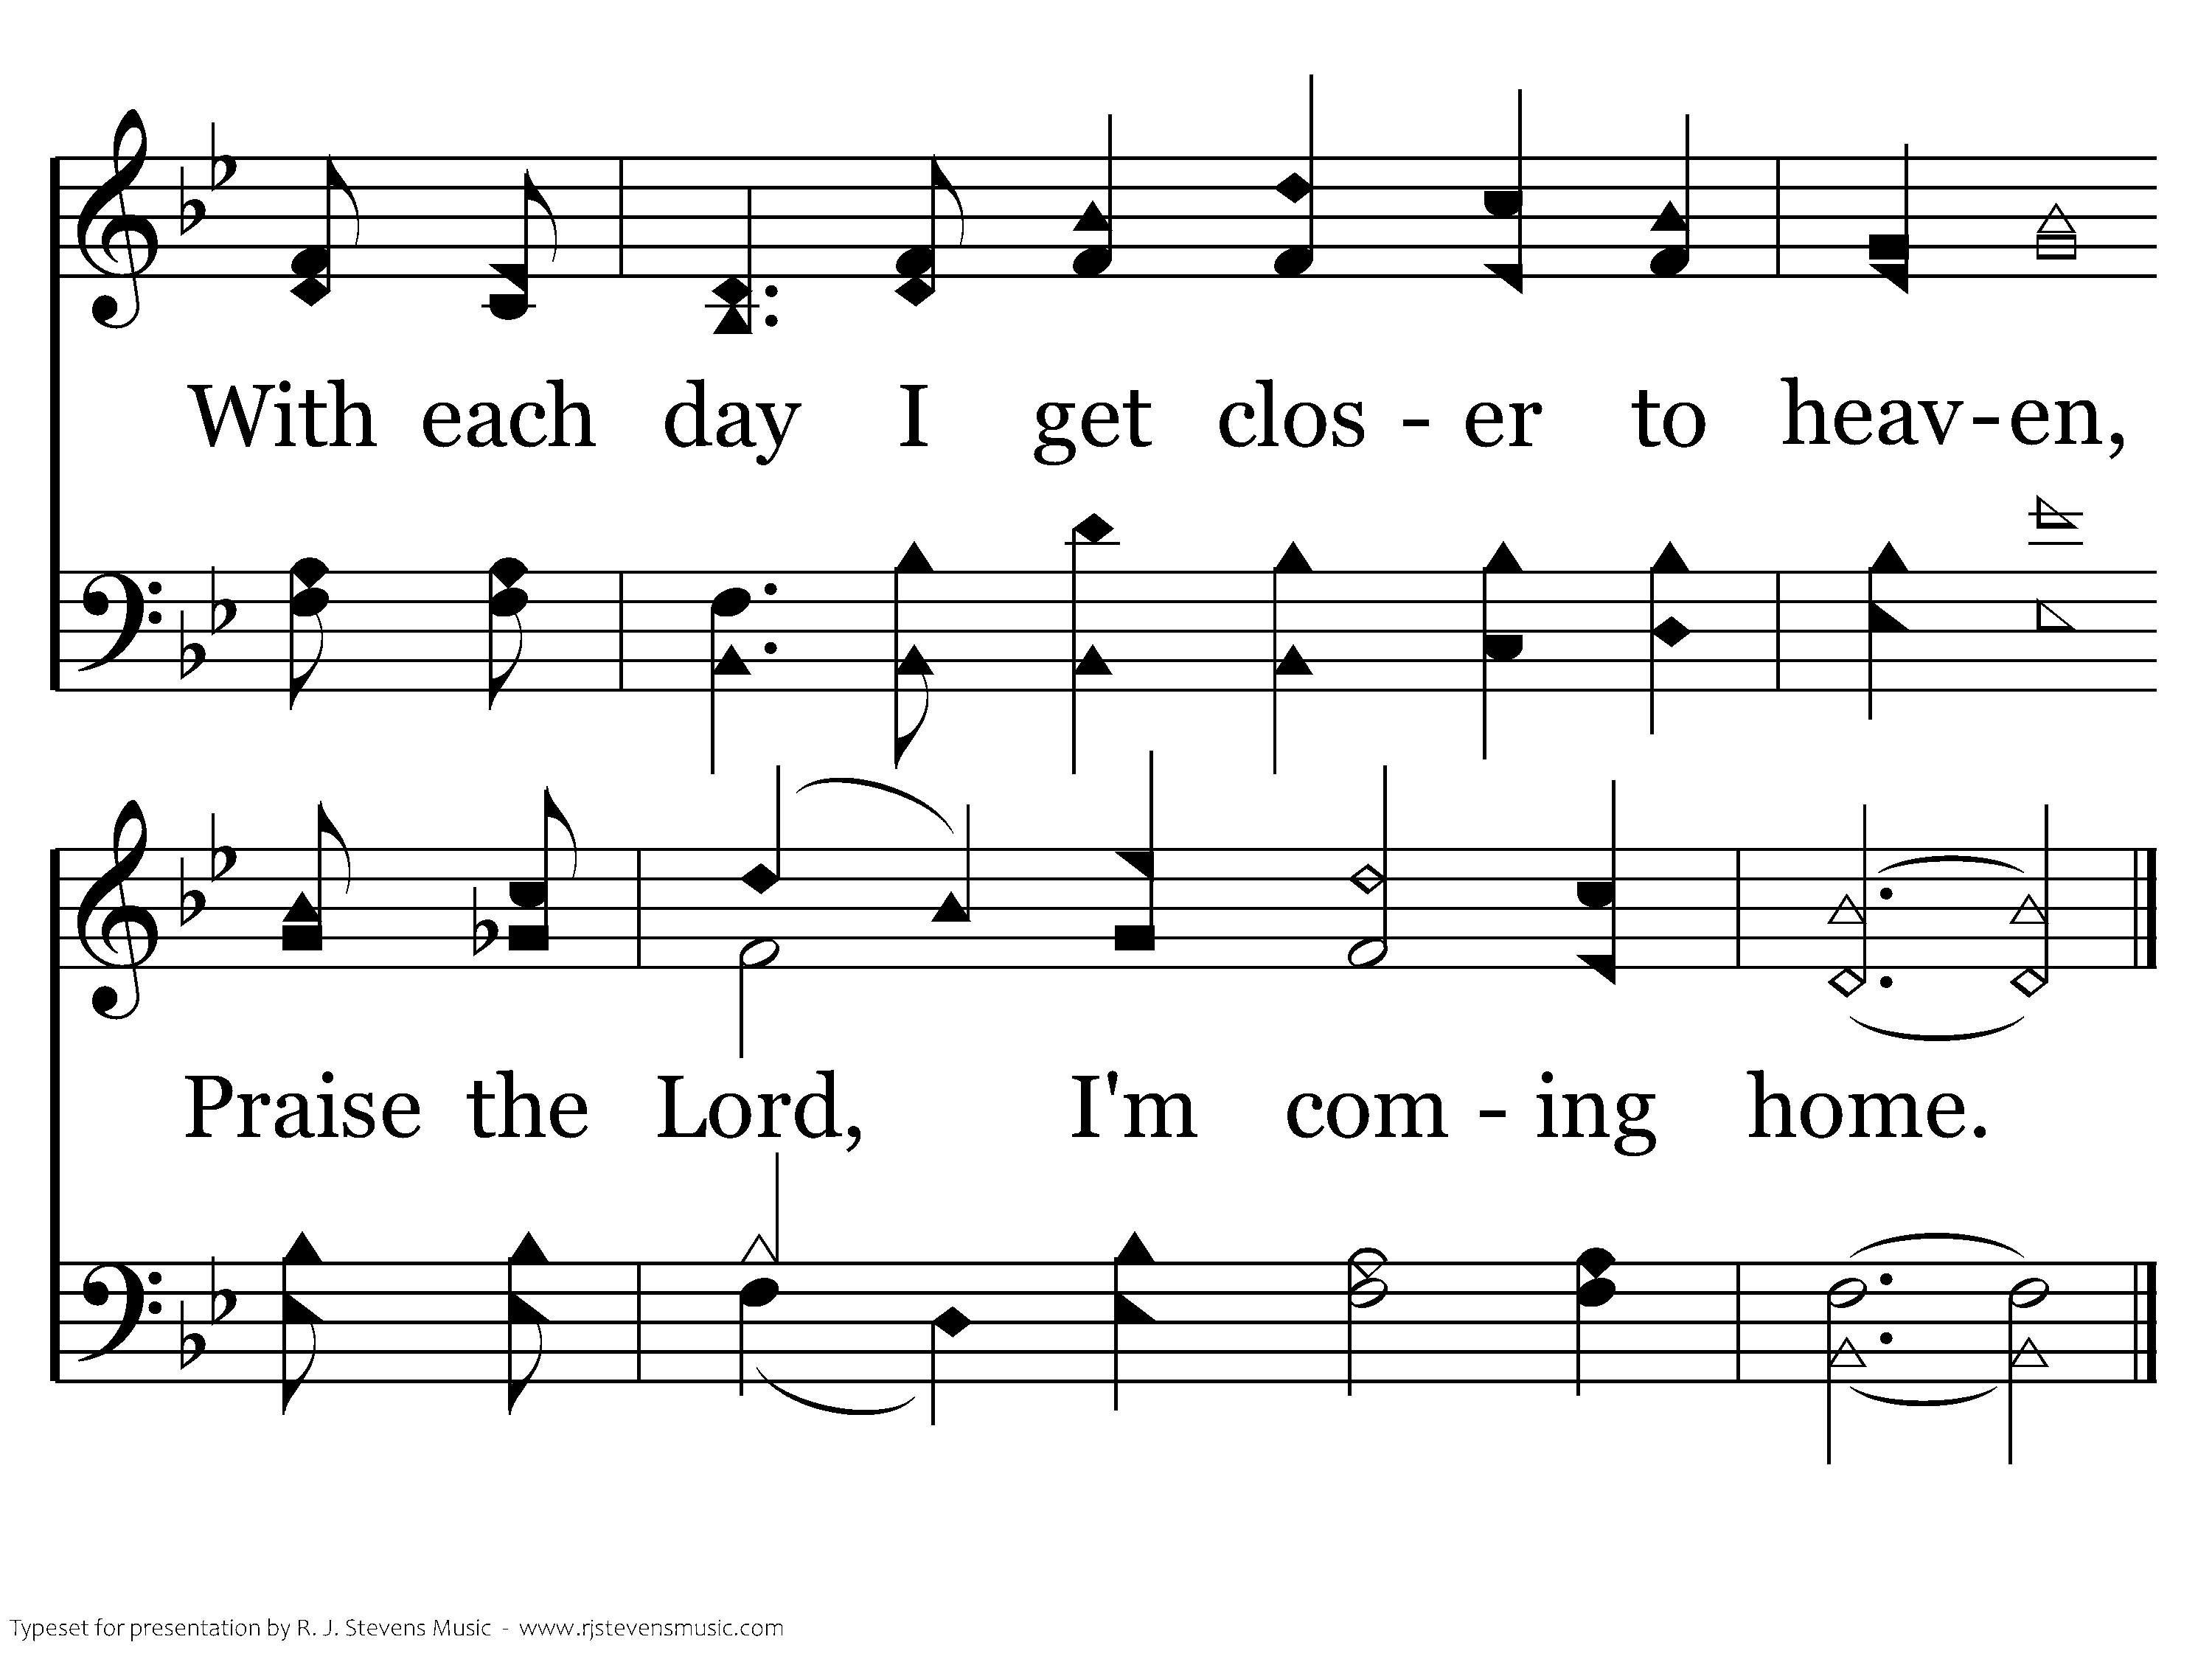 With each day I get clos - er to heav-en,
Praise the Lord, I'm com - ing home.
Typeset for presentation by R. J. Stevens Music - www.rjstevensmusic.com